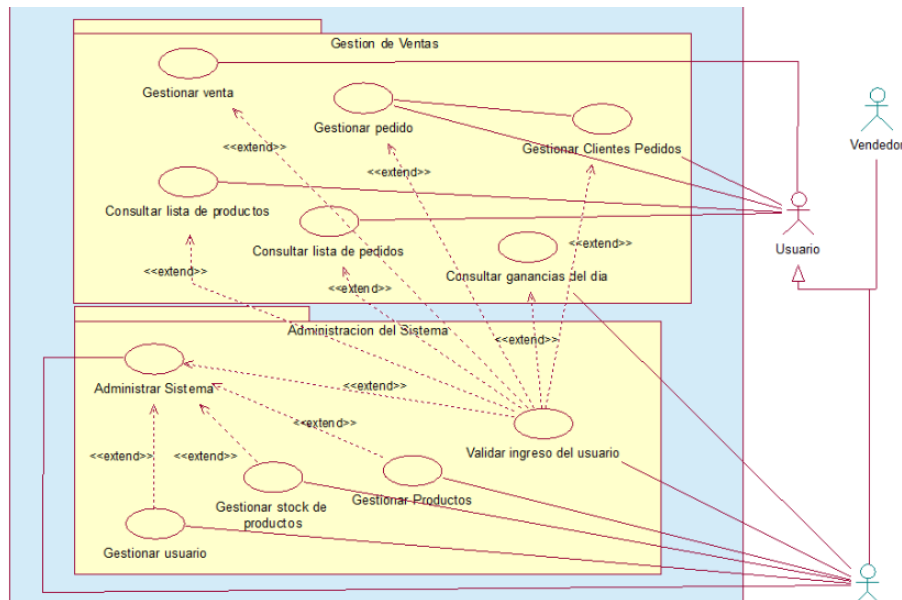 Gestion de Ventas
Gestionar venta
Gestionar pedido
Gestionar Clientes Pedidos
Vendedor
<<extend>>
<<extend>>
<<extend>>
Consultar lista de productos
Consultar lista de pedidos
<<extend>>
Usuario
<<extend>>
Consultar ganancias del dia
<<extend>>
Administracion del Sistema
<<extend>>
Administrar Sistema
<<extend>>
<<extend>>
Validar ingreso del usuario
<<extend>>
<<extend>>
Gestionar stock de
productos
Gestionar Productos
Gestionar usuario